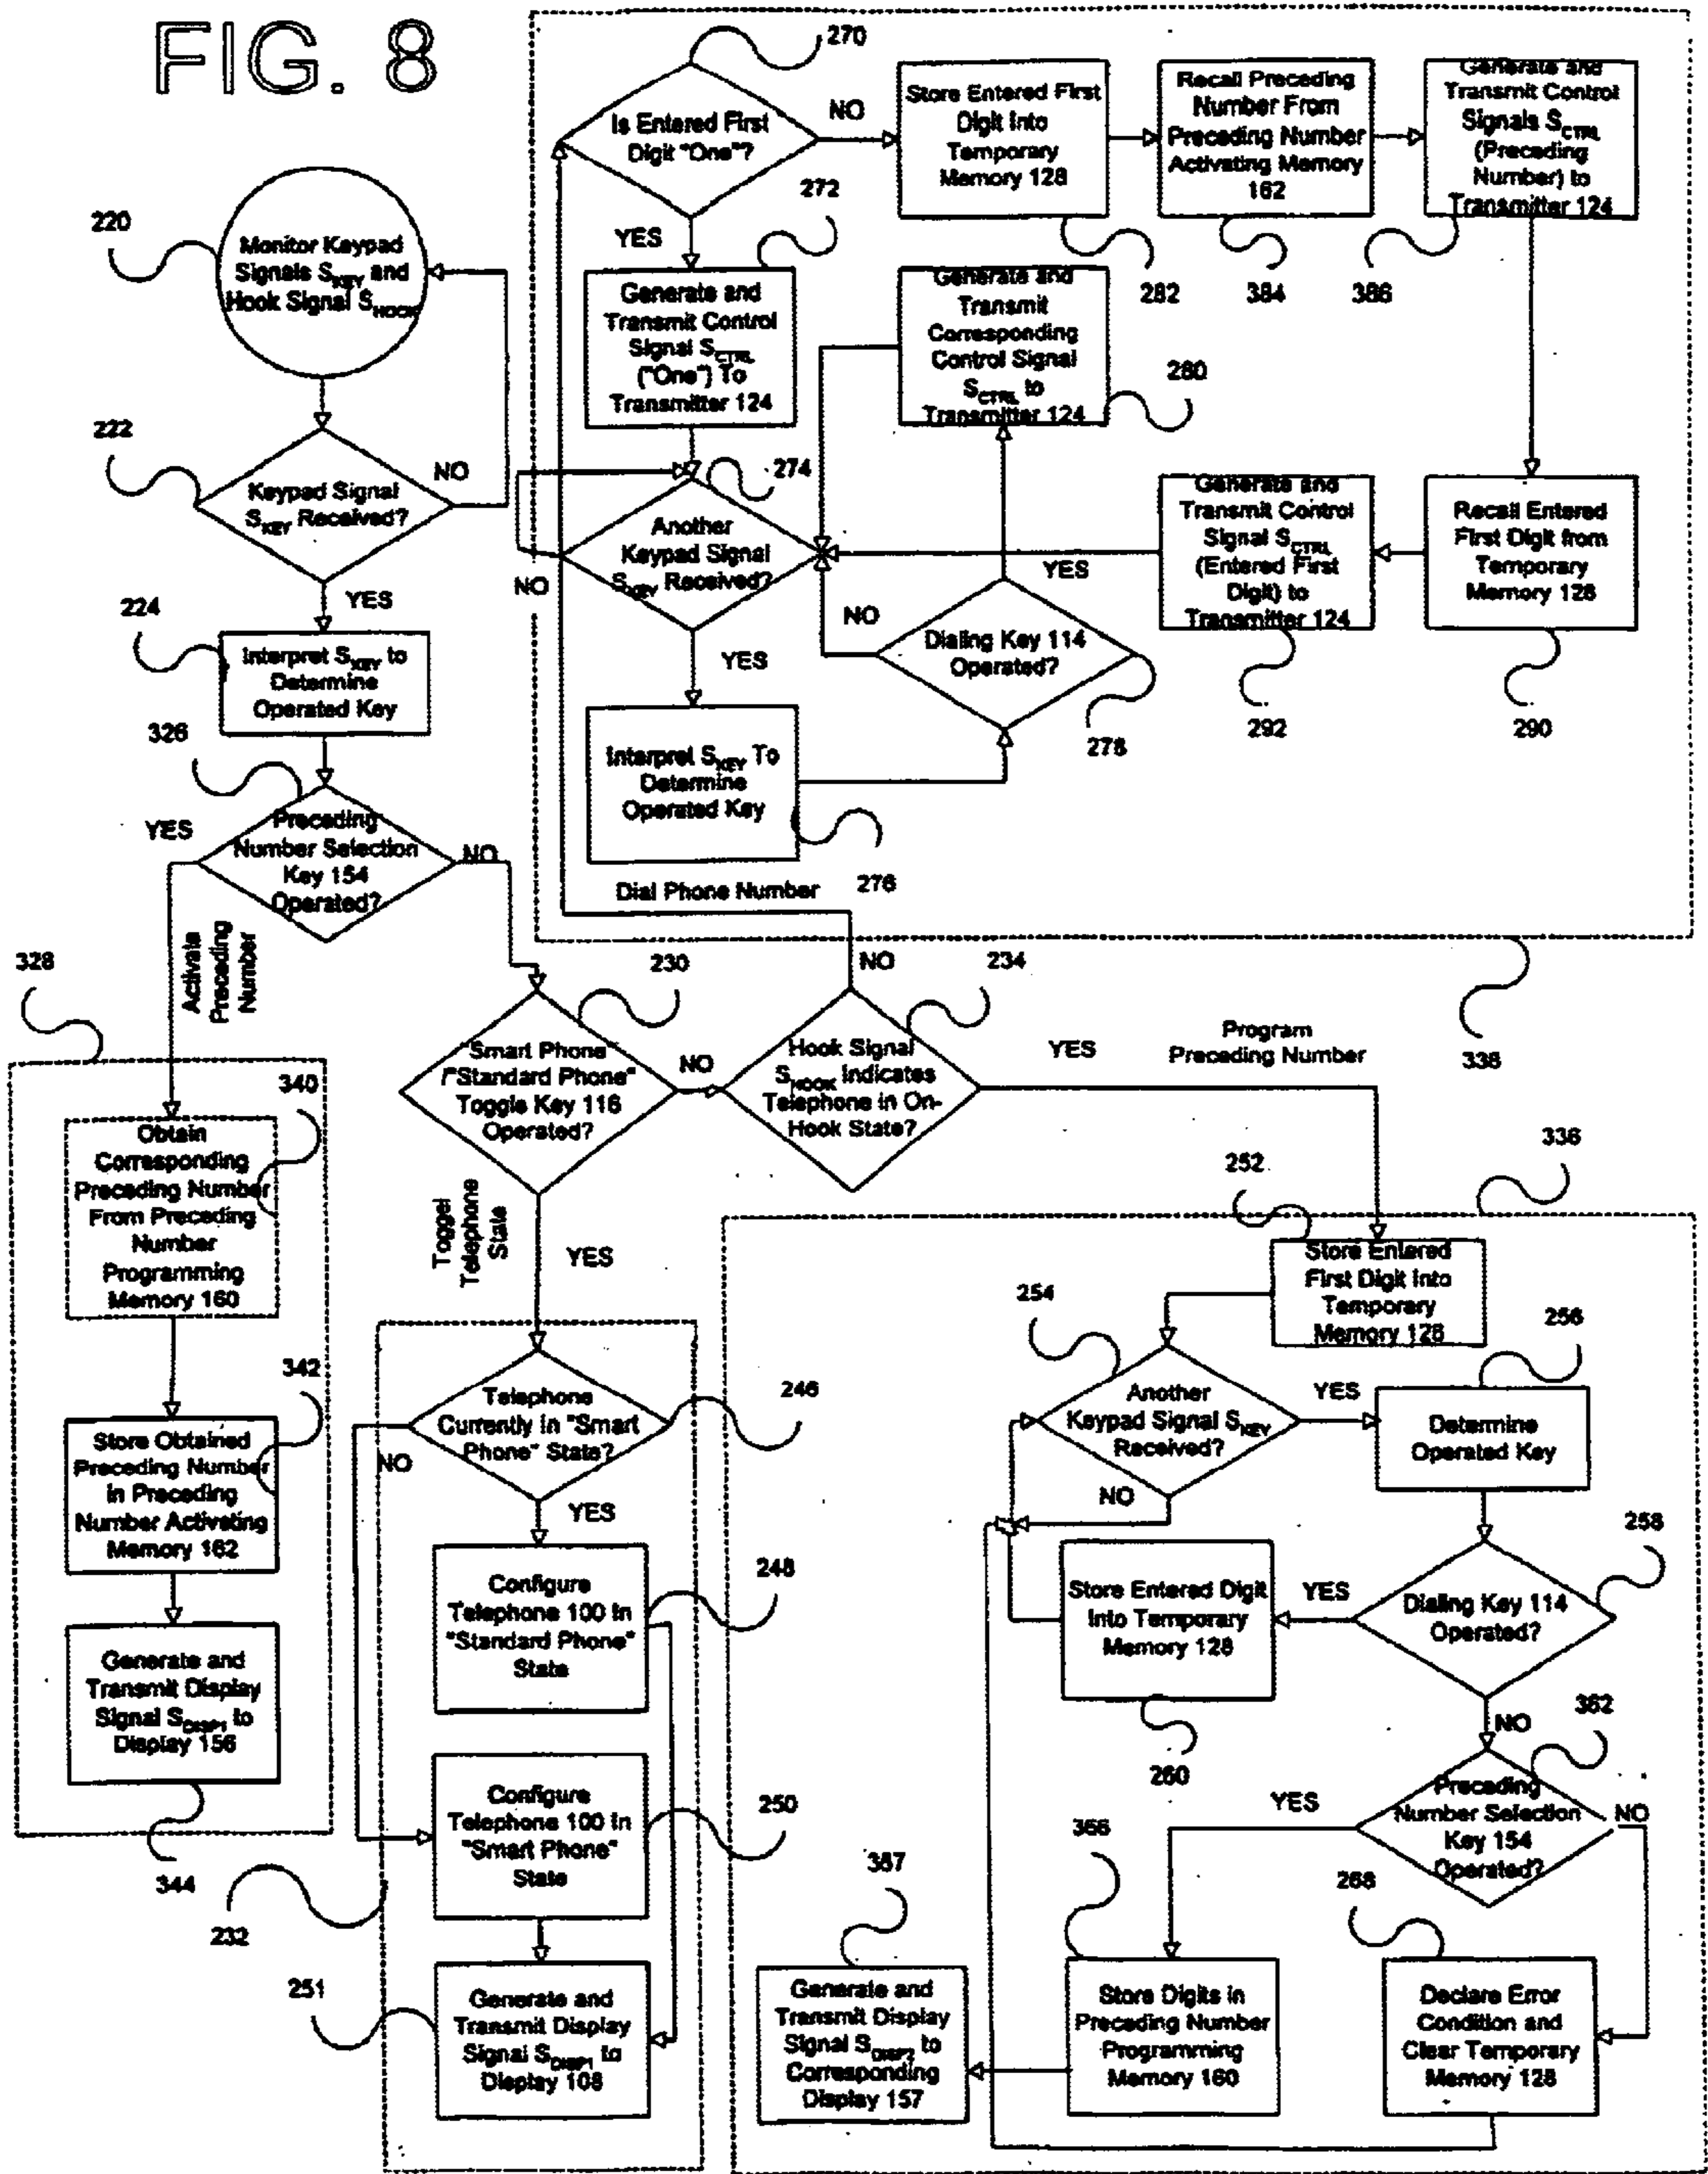 FIG. 8
270
Is Entered First
Digit "One"?
NO
YES
272
Store Entered First
Digit Into
Temporary
Memory 128
282
Recall Preceding
Number From
Preceding Number
Activating Memory
162
384
Generate and
Transmit Control
Signals S_CTRL
(Preceding
Number) to
Transmitter 124
386
220
Monitor Keypad
Signals S_KEY and
Hook Signal S_HOOK
Generate and
Transmit Control
Signal S_CTRL
("One") To
Transmitter 124
Generate and
Transmit
Corresponding
Control Signal
S_CTRL to
Transmitter 124
280
222
Keypad Signal
S_KEY Received?
NO
YES
274
Another
Keypad Signal
S_KEY Received?
NO
YES
Generate and
Transmit Control
Signal S_CTRL
(Entered First
Digit) to
Transmitter 124
292
Recall Entered
First Digit from
Temporary
Memory 128
290
YES
NO
Dialing Key 114
Operated?
278
224
Interpret S_KEY to
Determine
Operated Key
Interpret S_KEY To
Determine
Operated Key
276
Dial Phone Number
326
YES
Preceding
Number Selection
Key 154
Operated?
NO
Activate
Preceding
Number
328
230
"Smart Phone"
/"Standard Phone"
Toggle Key 116
Operated?
NO
YES
Toggel
Telephone
State
NO
234
Hook Signal
S_HOOK Indicates
Telephone in On-
Hook State?
YES
Program
Preceding Number
338
340
Obtain
Corresponding
Preceding Number
From Preceding
Number
Programming
Memory 160
342
Store Obtained
Preceding Number
in Preceding
Number Activating
Memory 162
Generate and
Transmit Display
Signal S_DISP1 to
Display 156
344
232
Telephone
Currently in "Smart
Phone" State?
246
NO
YES
Configure
Telephone 100 In
"Standard Phone"
State
248
Configure
Telephone 100 In
"Smart Phone"
State
250
251
Generate and
Transmit Display
Signal S_DISP1 to
Display 108
336
252
Store Entered
First Digit Into
Temporary
Memory 128
254
Another
Keypad Signal S_KEY
Received?
YES
NO
256
Determine
Operated Key
258
Dialing Key 114
Operated?
YES
NO
Store Entered Digit
Into Temporary
Memory 128
260
362
Preceding
Number Selection
Key 154
Operated?
YES
NO
366
Store Digits in
Preceding Number
Programming
Memory 160
367
Generate and
Transmit Display
Signal S_DISP2 to
Corresponding
Display 157
268
Declare Error
Condition and
Clear Temporary
Memory 128